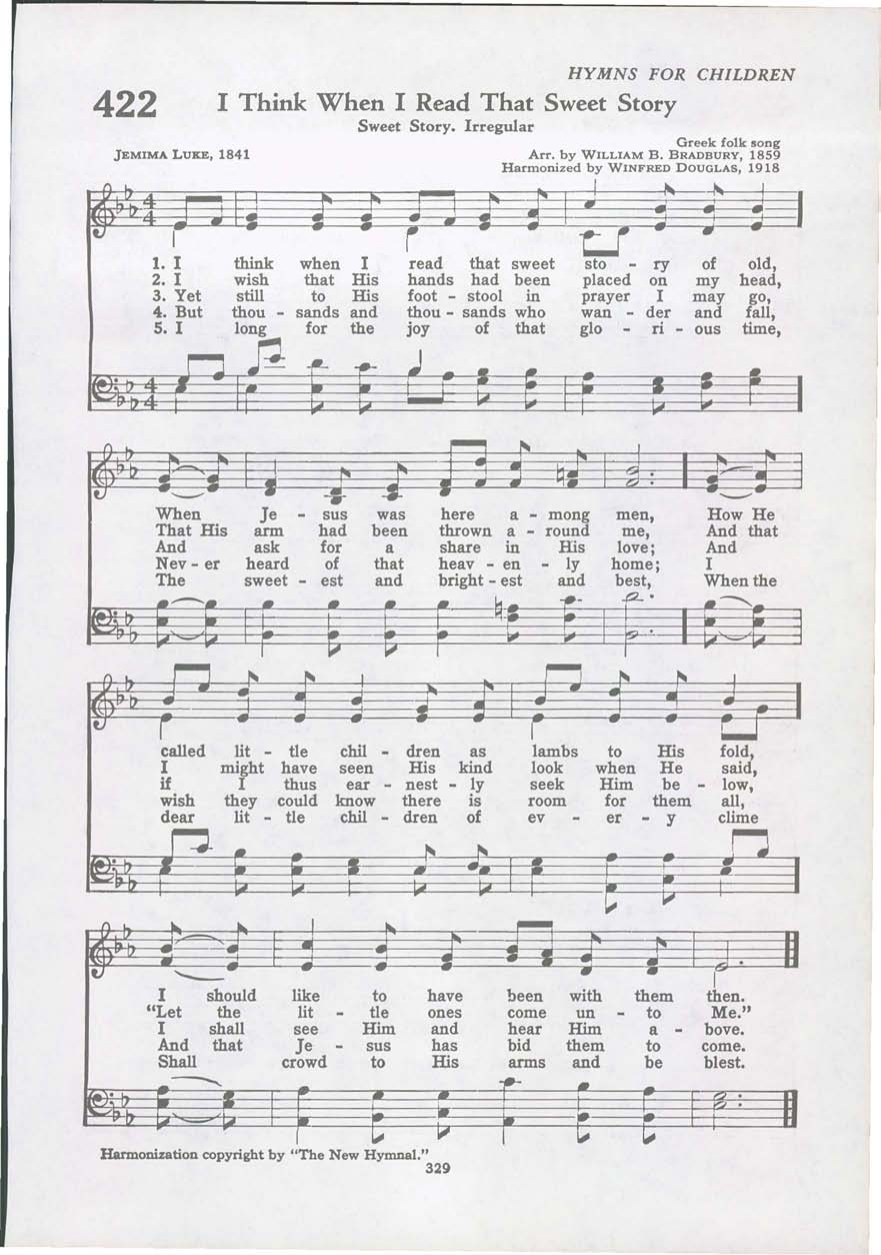 HYMNS FOR CHILDREN
422 I Think When I Read That Sweet Story
Sweet Story. Irregular
Greek folk song
JEMIMA LUKE, 1841 Arr. by WILLIAM B. BRADBURY, 1859
Harmonized by WINFRED DOUGLAS, 1918
4 4
1. I think when I read that sweet sto - ry of old,
2. I wish that His hands had been placed on my head,
3. Yet still to His foot - stool in prayer I may go,
4. But thou - sands and thou - sands who wan - der and fall,
5. I long for the joy of that glo - ri - ous time,
4 4
When Je - sus was here a - mong men, How He
That His arm had been thrown a - round me, And that
And ask for a share in His love; And
Nev - er heard of that heav - en - ly home; I
The sweet - est and bright - est and best, When the
called lit - tle chil - dren as lambs to His fold,
I might have seen His kind look when He said,
if I thus ear - nest - ly seek Him be - low,
wish they could know there is room for them all,
dear lit - tle chil - dren of ev - er - y clime
I should like to have been with them then.
"Let the lit - tle ones come un - to Me."
I shall see Him and hear Him a - bove.
And that Je - sus has bid them to come.
Shall crowd to His arms and be blest.
Harmonization copyright by "The New Hymnal."
329